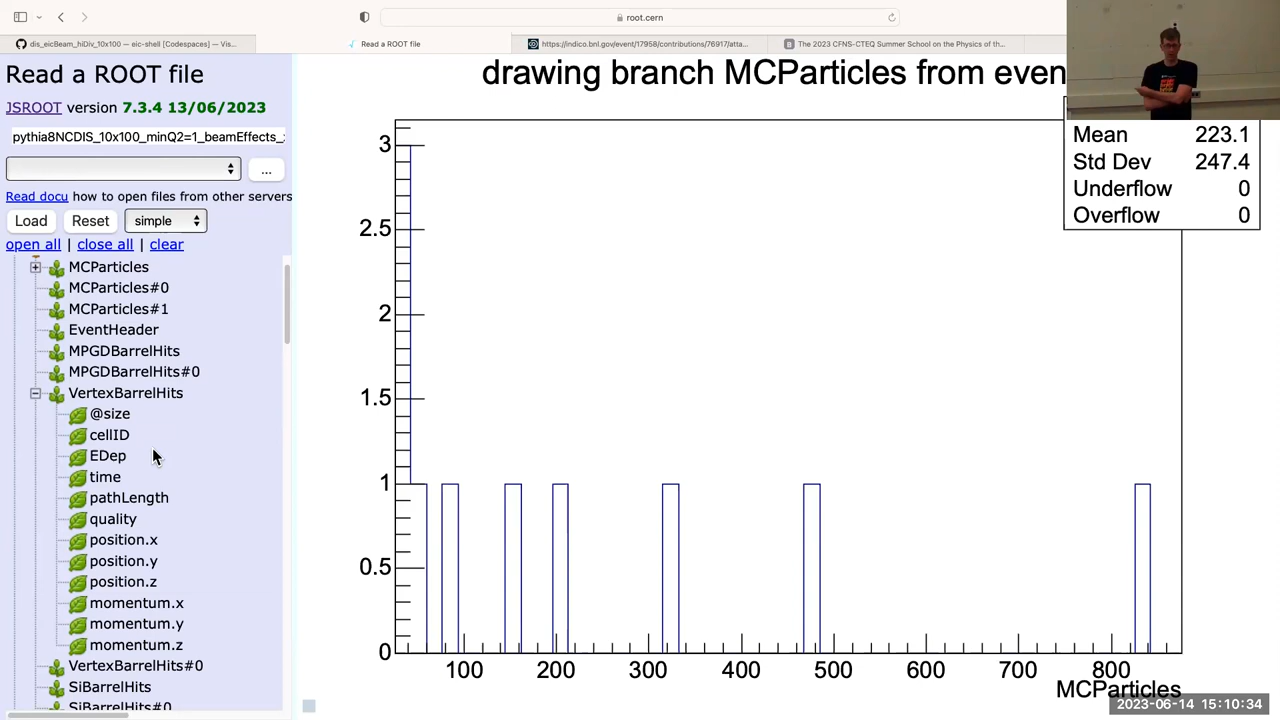 root.cern
dis_eicBeam_hiDiv_10x100 — eic-shell [Codespaces] — Vis...
Read a ROOT file
https://indico.bnl.gov/event/17958/contributions/76917/atta...
B The 2023 CFNS-CTEQ Summer School on the Physics of th...
Read a ROOT file
JSROOT version 7.3.4 13/06/2023
pythia8NCDIS_10x100_minQ2=1_beamEffects_
...
Read docu how to open files from other servers
Load Reset simple
open all | close all | clear
MCParticles
MCParticles#0
MCParticles#1
EventHeader
MPGDBarrelHits
MPGDBarrelHits#0
VertexBarrelHits
@size
cellID
EDep
time
pathLength
quality
position.x
position.y
position.z
momentum.x
momentum.y
momentum.z
VertexBarrelHits#0
SiBarrelHits
SiBarrelHits#0
drawing branch MCParticles from even
Mean 223.1
Std Dev 247.4
Underflow 0
Overflow 0
3
2.5
2
1.5
1
0.5
0
100 200 300 400 500 600 700 800
MCParticles
2023-06-14 15:10:34